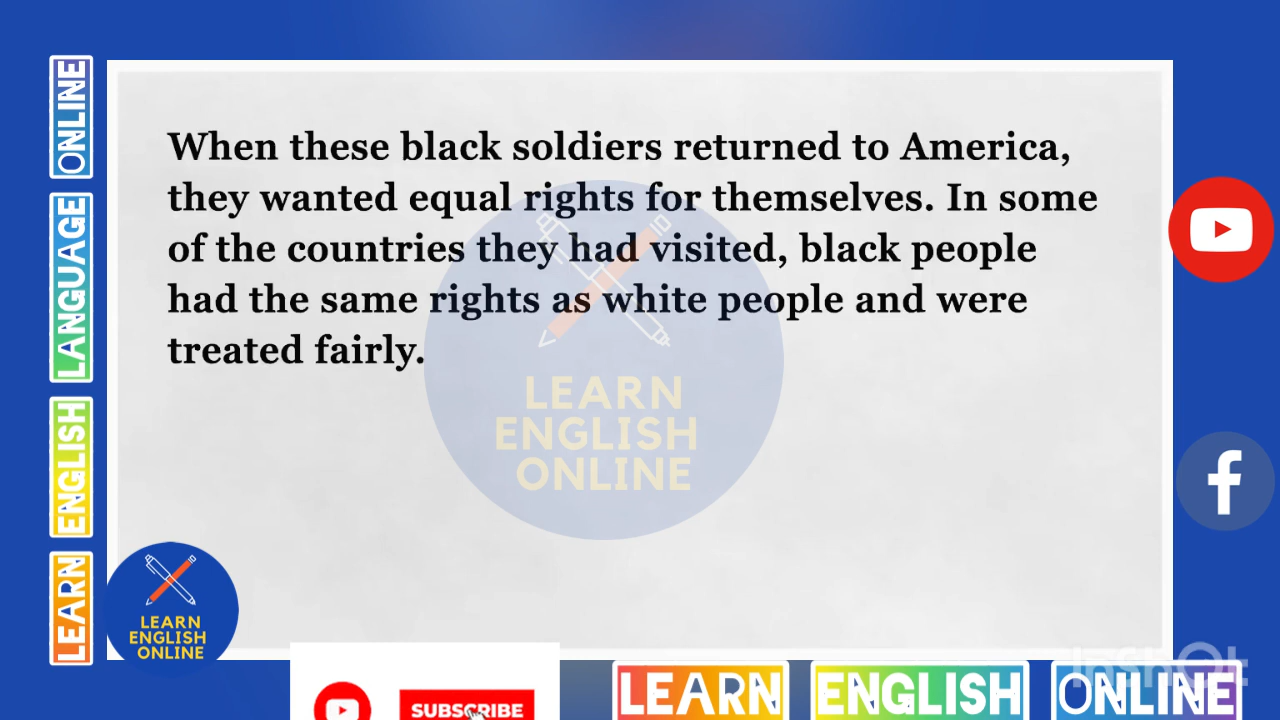 When these black soldiers returned to America,
they wanted equal rights for themselves. In some
of the countries they had visited, black people
had the same rights as white people and were
treated fairly.
LEARN
ENGLISH
ONLINE
LEARN ENGLISH LANGUAGE ONLINE
LEARN
ENGLISH
ONLINE
SUBSCRIBE
LEARN ENGLISH ONLINE
InShOt